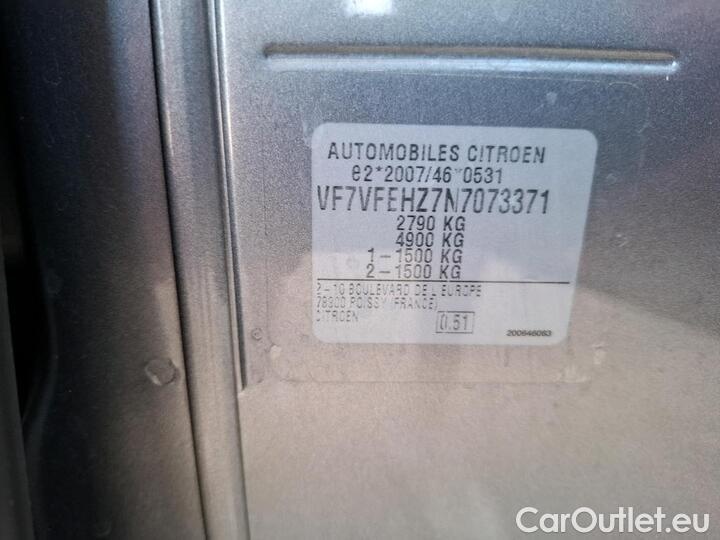 AUTOMOBILES CITROEN
e2*2007/46*0531
VF7VFEHZ7N7073371
2790 KG
4900 KG
1-1500 KG
2-1500 KG
2-10 BOULEVARD DE L EUROPE
78300 POISSY (FRANCE)
CITROEN
0.51
200646063
CarOutlet.eu